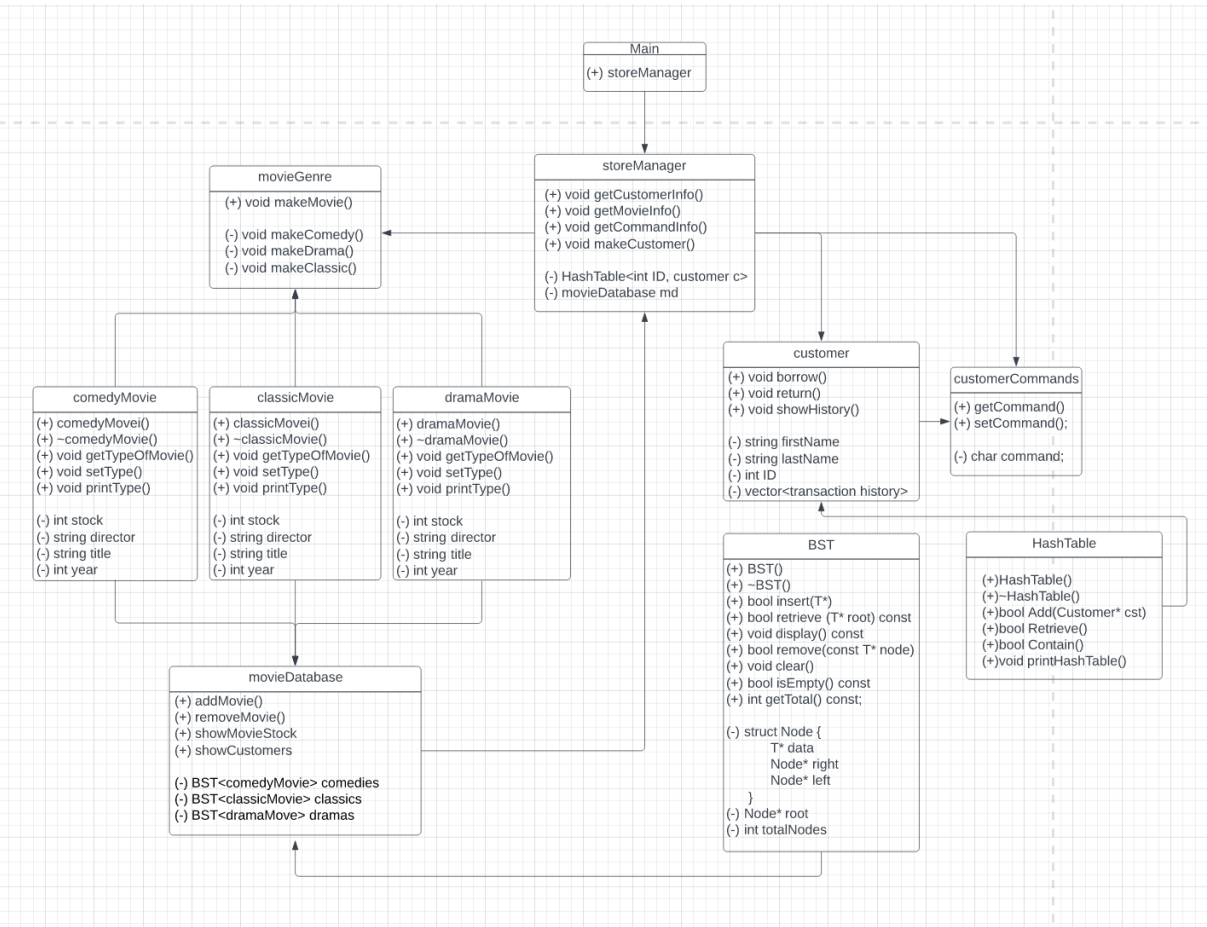 Main
(+) storeManager
storeManager
(+) void getCustomerInfo()
(+) void getMovieInfo()
(+) void getCommandInfo()
(+) void makeCustomer()
(-) HashTable<int ID, customer c>
(-) movieDatabase md
movieGenre
(+) void makeMovie()
(-) void makeComedy()
(-) void makeDrama()
(-) void makeClassic()
customer
(+) void borrow()
(+) void return()
(+) void showHistory()
(-) string firstName
(-) string lastName
(-) int ID
(-) vector<transaction history>
customerCommands
(+) getCommand()
(+) setCommand();
(-) char command;
comedyMovie
(+) comedyMovei()
(+) ~comedyMovie()
(+) void getTypeOfMovie()
(+) void setType()
(+) void printType()
(-) int stock
(-) string director
(-) string title
(-) int year
classicMovie
(+) classicMovei()
(+) ~classicMovie()
(+) void getTypeOfMovie()
(+) void setType()
(+) void printType()
(-) int stock
(-) string director
(-) string title
(-) int year
dramaMovie
(+) dramaMovie()
(+) ~dramaMovie()
(+) void getTypeOfMovie()
(+) void setType()
(+) void printType()
(-) int stock
(-) string director
(-) string title
(-) int year
BST
(+) BST()
(+) ~BST()
(+) bool insert(T*)
(+) bool retrieve (T* root) const
(+) void display() const
(+) bool remove(const T* node)
(+) void clear()
(+) bool isEmpty() const
(+) int getTotal() const;
(-) struct Node {
T* data
Node* right
Node* left
}
(-) Node* root
(-) int totalNodes
HashTable
(+)HashTable()
(+)~HashTable()
(+)bool Add(Customer* cst)
(+)bool Retrieve()
(+)bool Contain()
(+)void printHashTable()
movieDatabase
(+) addMovie()
(+) removeMovie()
(+) showMovieStock
(+) showCustomers
(-) BST<comedyMovie> comedies
(-) BST<classicMovie> classics
(-) BST<dramaMove> dramas